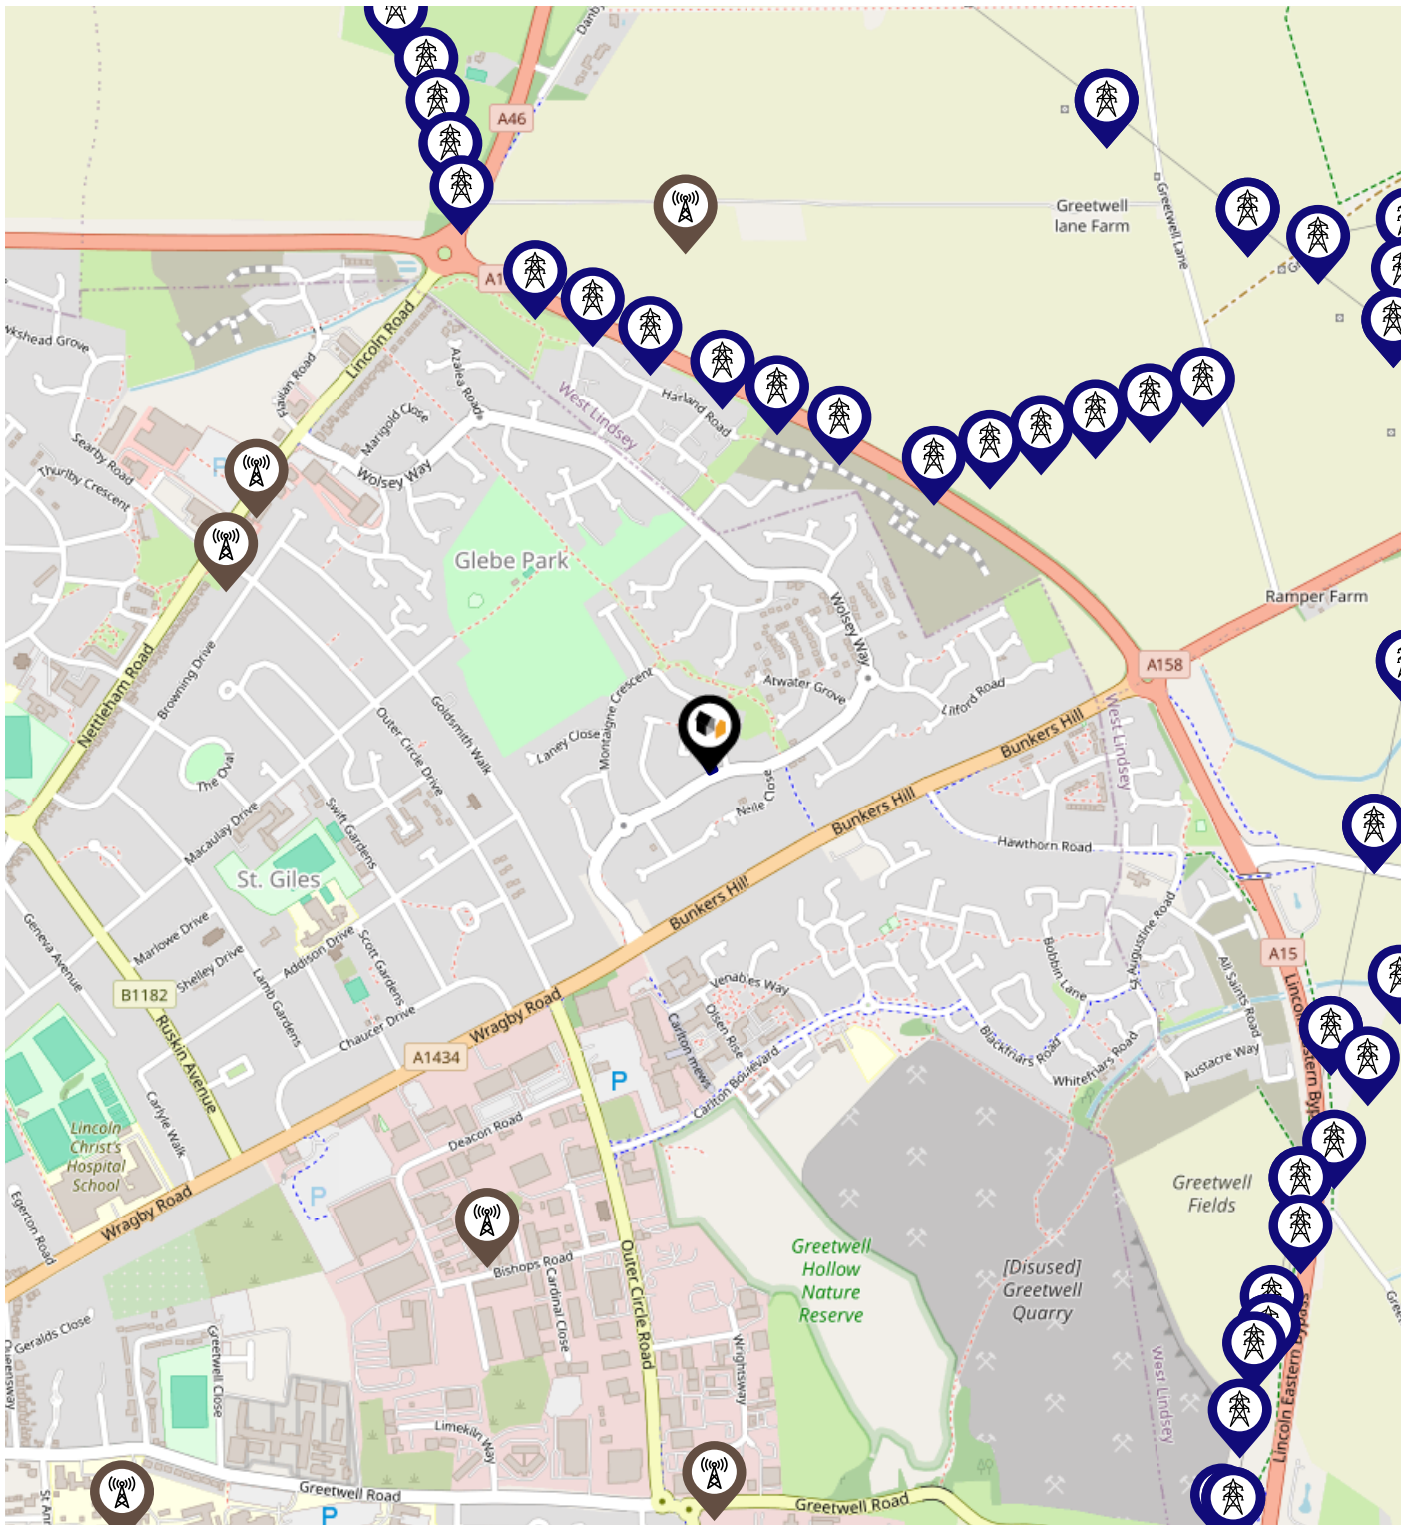 Danby
A46
Greetwell
lane Farm
Greetwell Lane
Lincoln Road
Flavian Road
Azalea Road
Marigold Close
Wolsey Way
West Lindsey
Harland Road
Searby Road
Thurlby Crescent
Glebe Park
Wolsey Way
Ramper Farm
A158
Atwater Grove
Lilford Road
Bunkers Hill
West Lindsey
Nettleham Road
Browning Drive
Outer Circle Drive
Goldsmith Walk
Montaigne Crescent
Laney Close
Neile Close
Bunkers Hill
The Oval
Macaulay Drive
Swift Gardens
St. Giles
Hawthorn Road
Bunkers Hill
Geneva Avenue
Marlowe Drive
Shelley Drive
Addison Drive
Scott Gardens
Lamb Gardens
B1182
Ruskin Avenue
Chaucer Drive
Wragby Road
A1434
Venables Way
Olsen Rise
Carlton mews
Carlton Boulevard
P
Bobbin Lane
St Augustine Road
All Saints Road
A15
Blackfriars Road
Whitefriars Road
Austacre Way
Lincoln Eastern Bypass
Lincoln
Christ's
Hospital
School
Carlyle Walk
Egerton Road
Wragby Road
P
Deacon Road
Bishops Road
Cardinal Close
Outer Circle Road
Greetwell
Fields
Greetwell
Hollow
Nature
Reserve
[Disused]
Greetwell
Quarry
Geralds Close
Queensway
Greetwell Close
Wrightsway
Limekiln Way
West Lindsey
Lincoln Eastern Bypass
Greetwell Road
P
Greetwell Road